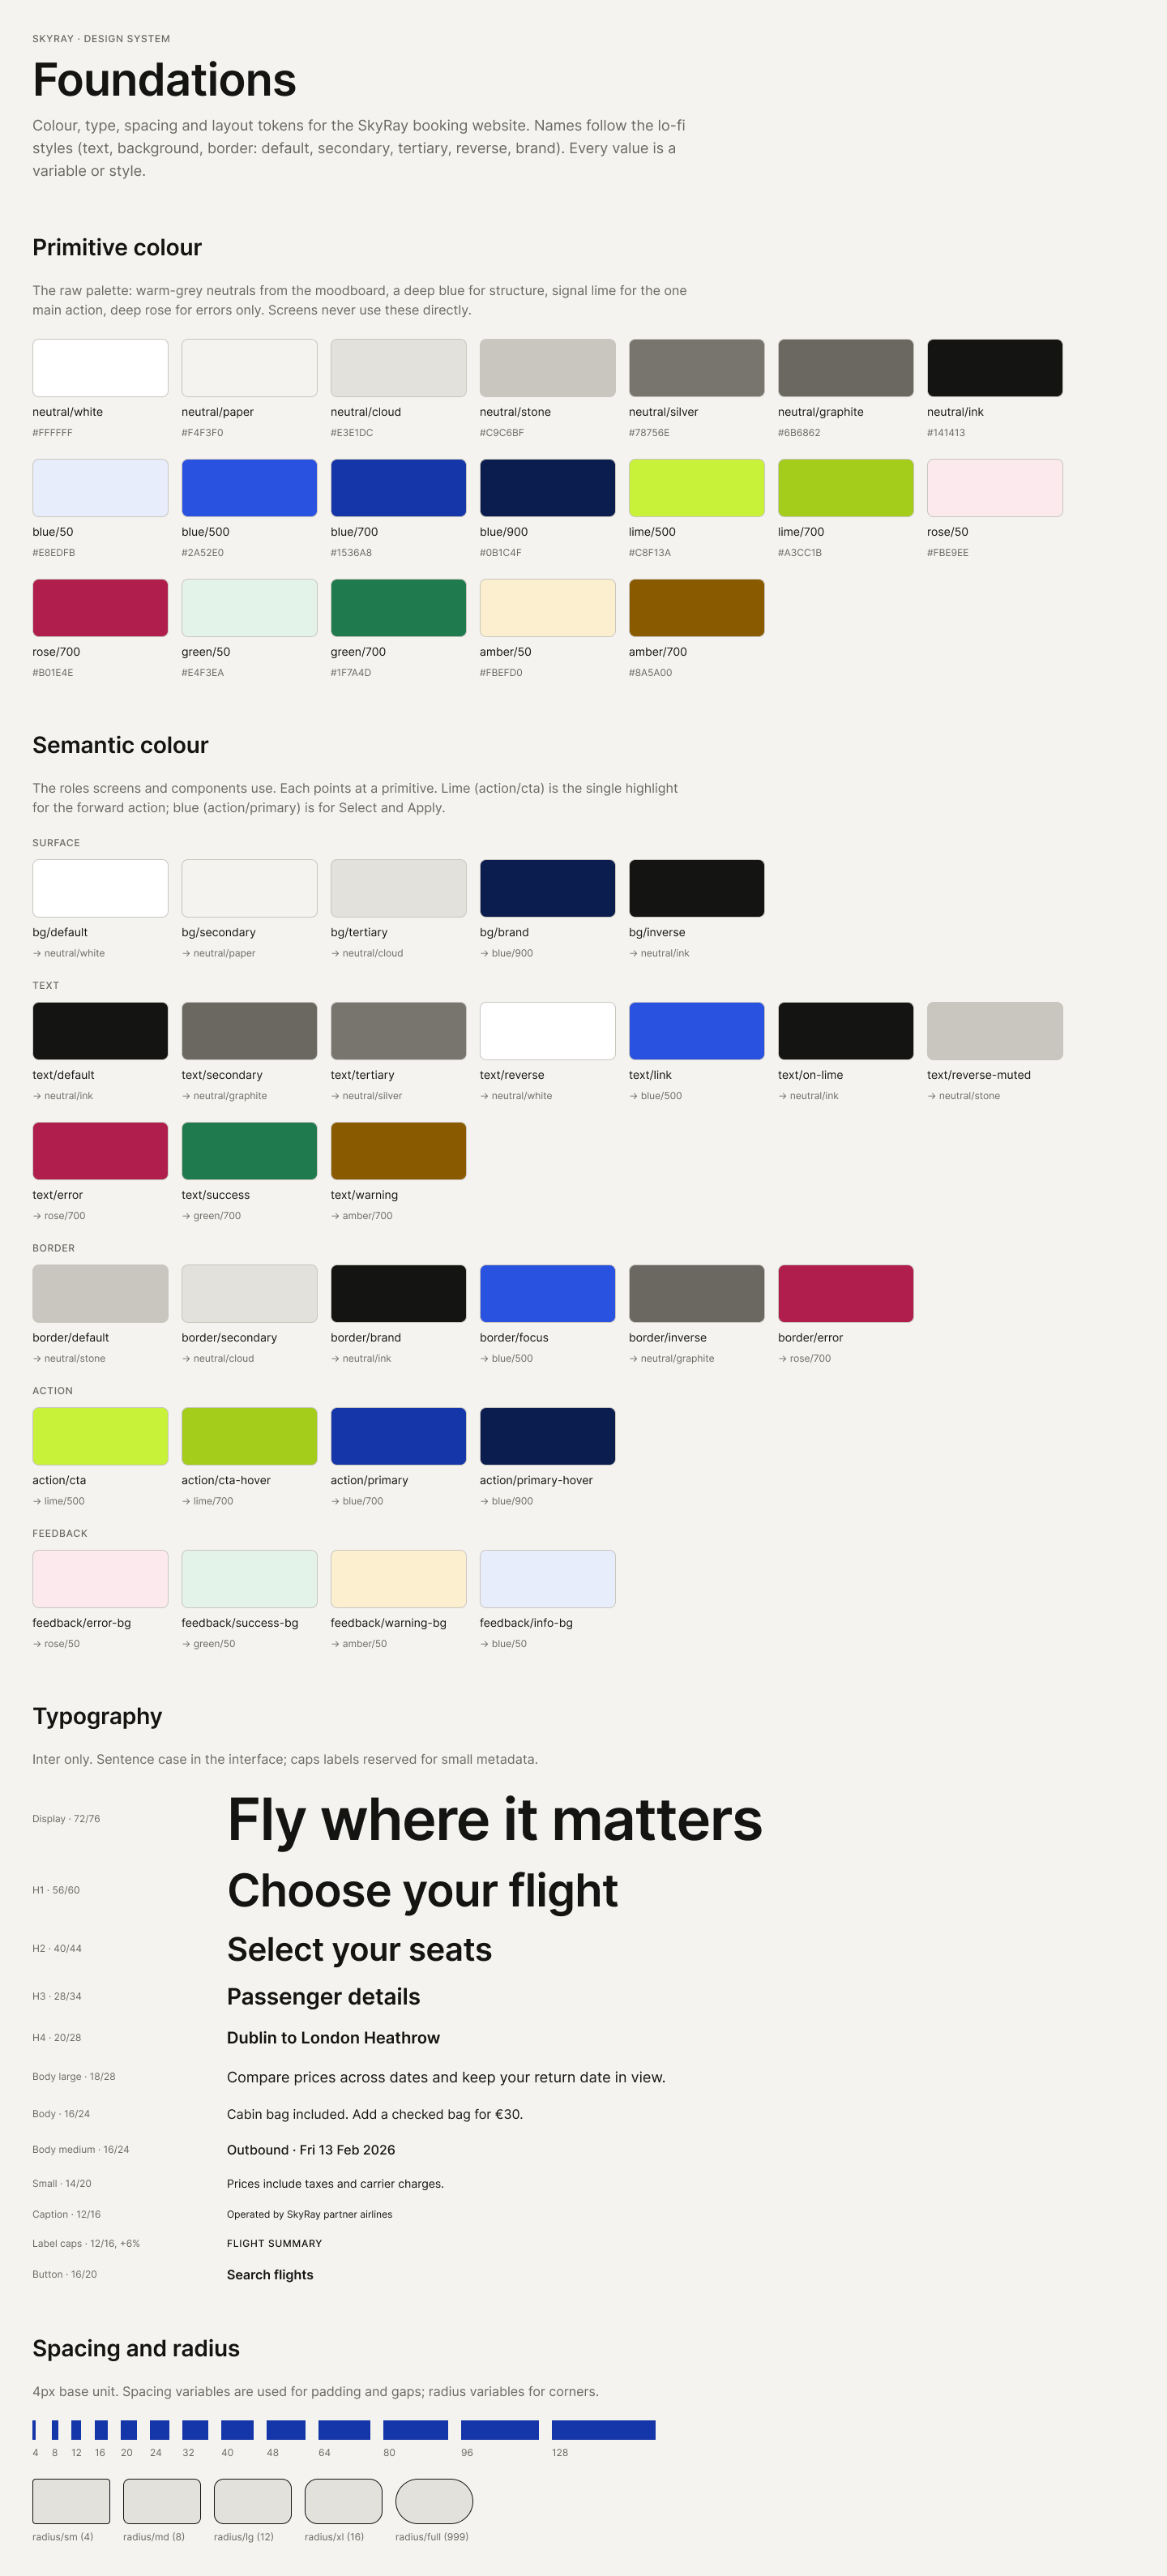 SKYRAY · DESIGN SYSTEM
Foundations
Colour, type, spacing and layout tokens for the SkyRay booking website. Names follow the lo-fi
styles (text, background, border: default, secondary, tertiary, reverse, brand). Every value is a
variable or style.
Primitive colour
The raw palette: warm-grey neutrals from the moodboard, a deep blue for structure, signal lime for the one
main action, deep rose for errors only. Screens never use these directly.
neutral/white neutral/paper neutral/cloud neutral/stone neutral/silver neutral/graphite neutral/ink
#FFFFFF #F4F3F0 #E3E1DC #C9C6BF #78756E #6B6862 #141413
blue/50 blue/500 blue/700 blue/900 lime/500 lime/700 rose/50
#E8EDFB #2A52E0 #1536A8 #0B1C4F #C8F13A #A3CC1B #FBE9EE
rose/700 green/50 green/700 amber/50 amber/700
#B01E4E #E4F3EA #1F7A4D #FBEFD0 #8A5A00
Semantic colour
The roles screens and components use. Each points at a primitive. Lime (action/cta) is the single highlight
for the forward action; blue (action/primary) is for Select and Apply.
SURFACE
bg/default bg/secondary bg/tertiary bg/brand bg/inverse
→ neutral/white → neutral/paper → neutral/cloud → blue/900 → neutral/ink
TEXT
text/default text/secondary text/tertiary text/reverse text/link text/on-lime text/reverse-muted
→ neutral/ink → neutral/graphite → neutral/silver → neutral/white → blue/500 → neutral/ink → neutral/stone
text/error text/success text/warning
→ rose/700 → green/700 → amber/700
BORDER
border/default border/secondary border/brand border/focus border/inverse border/error
→ neutral/stone → neutral/cloud → neutral/ink → blue/500 → neutral/graphite → rose/700
ACTION
action/cta action/cta-hover action/primary action/primary-hover
→ lime/500 → lime/700 → blue/700 → blue/900
FEEDBACK
feedback/error-bg feedback/success-bg feedback/warning-bg feedback/info-bg
→ rose/50 → green/50 → amber/50 → blue/50
Typography
Inter only. Sentence case in the interface; caps labels reserved for small metadata.
Display · 72/76 Fly where it matters
H1 · 56/60 Choose your flight
H2 · 40/44 Select your seats
H3 · 28/34 Passenger details
H4 · 20/28 Dublin to London Heathrow
Body large · 18/28 Compare prices across dates and keep your return date in view.
Body · 16/24 Cabin bag included. Add a checked bag for €30.
Body medium · 16/24 Outbound · Fri 13 Feb 2026
Small · 14/20 Prices include taxes and carrier charges.
Caption · 12/16 Operated by SkyRay partner airlines
Label caps · 12/16, +6% FLIGHT SUMMARY
Button · 16/20 Search flights
Spacing and radius
4px base unit. Spacing variables are used for padding and gaps; radius variables for corners.
4 8 12 16 20 24 32 40 48 64 80 96 128
radius/sm (4) radius/md (8) radius/lg (12) radius/xl (16) radius/full (999)